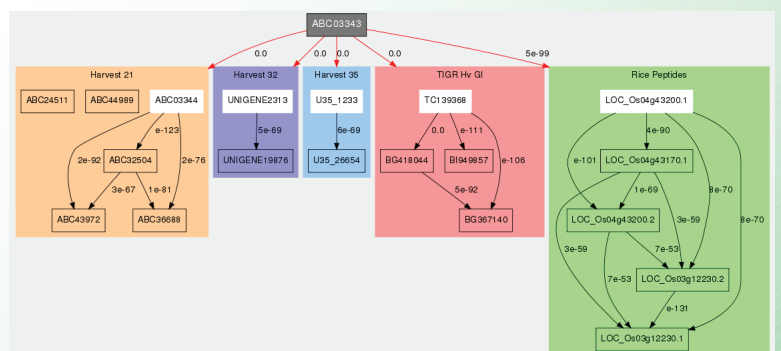 ABC03343
0.0
0.0
0.0
0.0
5e-99
Harvest 21
Harvest 32
Harvest 35
TIGR Hv GI
Rice Peptides
ABC24511
ABC44989
ABC03344
UNIGENE2313
U35_1233
TC139368
LOC_Os04g43200.1
e-123
5e-69
6e-69
0.0
e-111
4e-90
2e-92
ABC32504
2e-76
UNIGENE19876
U35_26654
BG418044
BI949857
e-106
e-101
LOC_Os04g43170.1
3e-67
1e-81
5e-92
1e-69
8e-70
ABC43972
ABC36688
BG367140
LOC_Os04g43200.2
3e-59
8e-70
3e-59
7e-53
7e-53
LOC_Os03g12230.2
e-131
LOC_Os03g12230.1